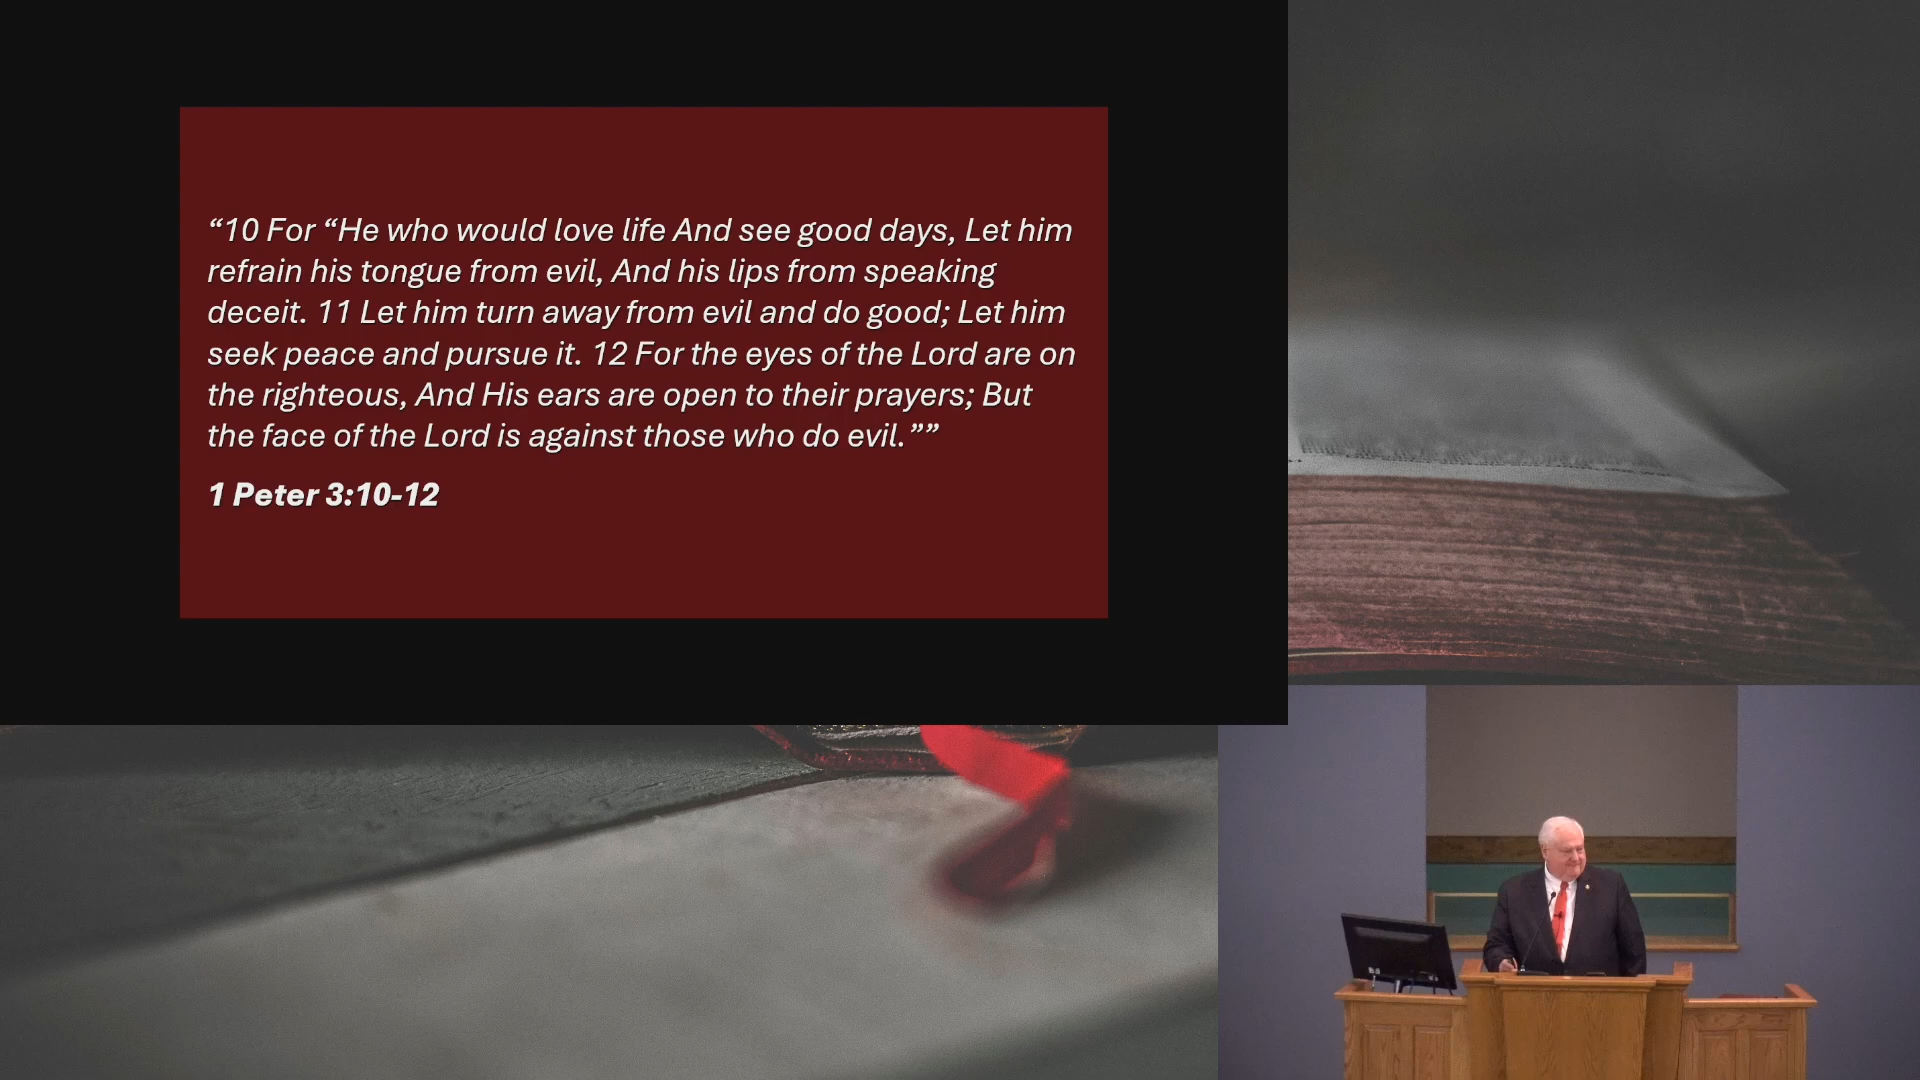 “10 For “He who would love life And see good days, Let him
refrain his tongue from evil, And his lips from speaking
deceit. 11 Let him turn away from evil and do good; Let him
seek peace and pursue it. 12 For the eyes of the Lord are on
the righteous, And His ears are open to their prayers; But
the face of the Lord is against those who do evil.””
1 Peter 3:10-12